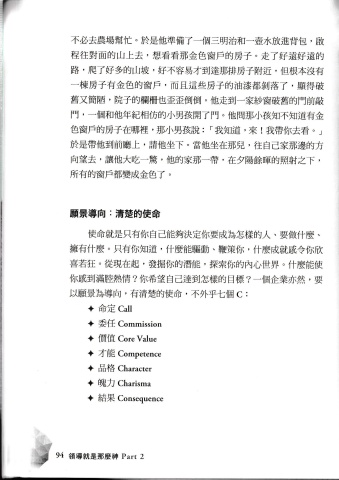 不必去農場幫忙。於是他準備了一個三明治和一壺水放進背包，啟
程往對面的山上去，想看看那金色窗戶的房子。走了好遠好遠的
路，爬了好多的山坡，好不容易才到達那排房子附近，但根本沒有
一棟房子有金色的窗戶，而且這些房子的油漆都剝落了，顯得破
舊又簡陋，院子的欄柵也歪歪倒倒。他走到一家紗窗破舊的門前敲
門，一個和他年紀相仿的小男孩開了門。他問那小孩知不知道有金
色窗戶的房子在哪裡，那小男孩說：「我知道，來！我帶你去看。」
於是帶他到前廳上，請他坐下。當他坐在那兒，往自己家那邊的方
向望去，讓他大吃一驚，他的家那一帶，在夕陽餘暉的照射之下，
所有的窗戶都變成金色了。
願景導向：清楚的使命
使命就是只有你自己能夠決定你要成為怎樣的人、要做什麼、
擁有什麼。只有你知道，什麼能驅動、鞭策你，什麼成就感令你欣
喜若狂。從現在起，發掘你的潛能，探索你的內心世界。什麼能使
你感到滿腔熱情？你希望自己達到怎樣的目標？一個企業亦然，要
以願景為導向，有清楚的使命，不外乎七個 C：
✦ 命定 Call
✦ 委任 Commission
✦ 價值 Core Value
✦ 才能 Competence
✦ 品格 Character
✦ 魄力 Charisma
✦ 結果 Consequence
94 領導就是那麼神 Part 2